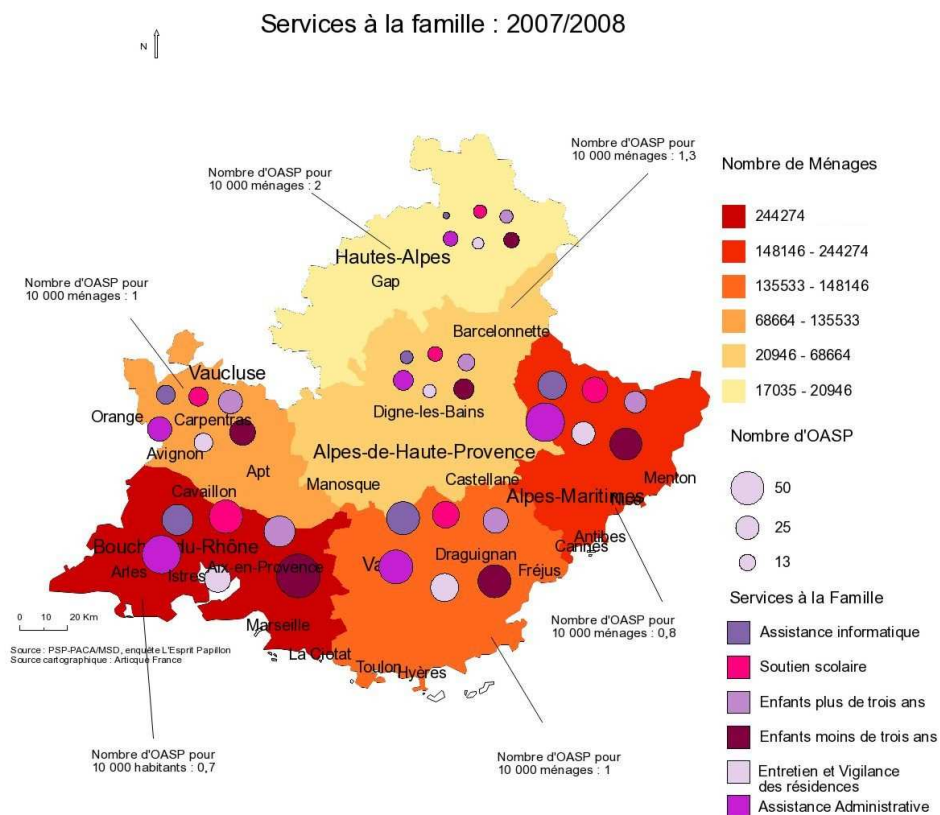 Services à la famille : 2007/2008
N
Nombre d'OASP pour
10 000 ménages : 1,3
Nombre d'OASP pour
10 000 ménages : 2
Nombre d'OASP pour
10 000 ménages : 1
Hautes-Alpes
Gap
Barcelonnette
Vaucluse
Orange
Carpentras
Avignon
Apt
Cavaillon
Digne-les-Bains
Alpes-de-Haute-Provence
Manosque
Castellane
Alpes-Maritimes
Menton
Nice
Antibes
Cannes
Bouches-du-Rhône
Arles
Istres
Aix-en-Provence
Marseille
La Ciotat
Var
Draguignan
Fréjus
Toulon
Hyères
0 10 20 Km
Source : PSP-PACA/MSD, enquête L'Esprit Papillon
Source cartographique : Articque France
Nombre d'OASP pour
10 000 ménages : 0,8
Nombre d'OASP pour
10 000 habitants : 0,7
Nombre d'OASP pour
10 000 ménages : 1
Nombre de Ménages
244274
148146 - 244274
135533 - 148146
68664 - 135533
20946 - 68664
17035 - 20946
Nombre d'OASP
50
25
13
Services à la Famille
Assistance informatique
Soutien scolaire
Enfants plus de trois ans
Enfants moins de trois ans
Entretien et Vigilance
des résidences
Assistance Administrative